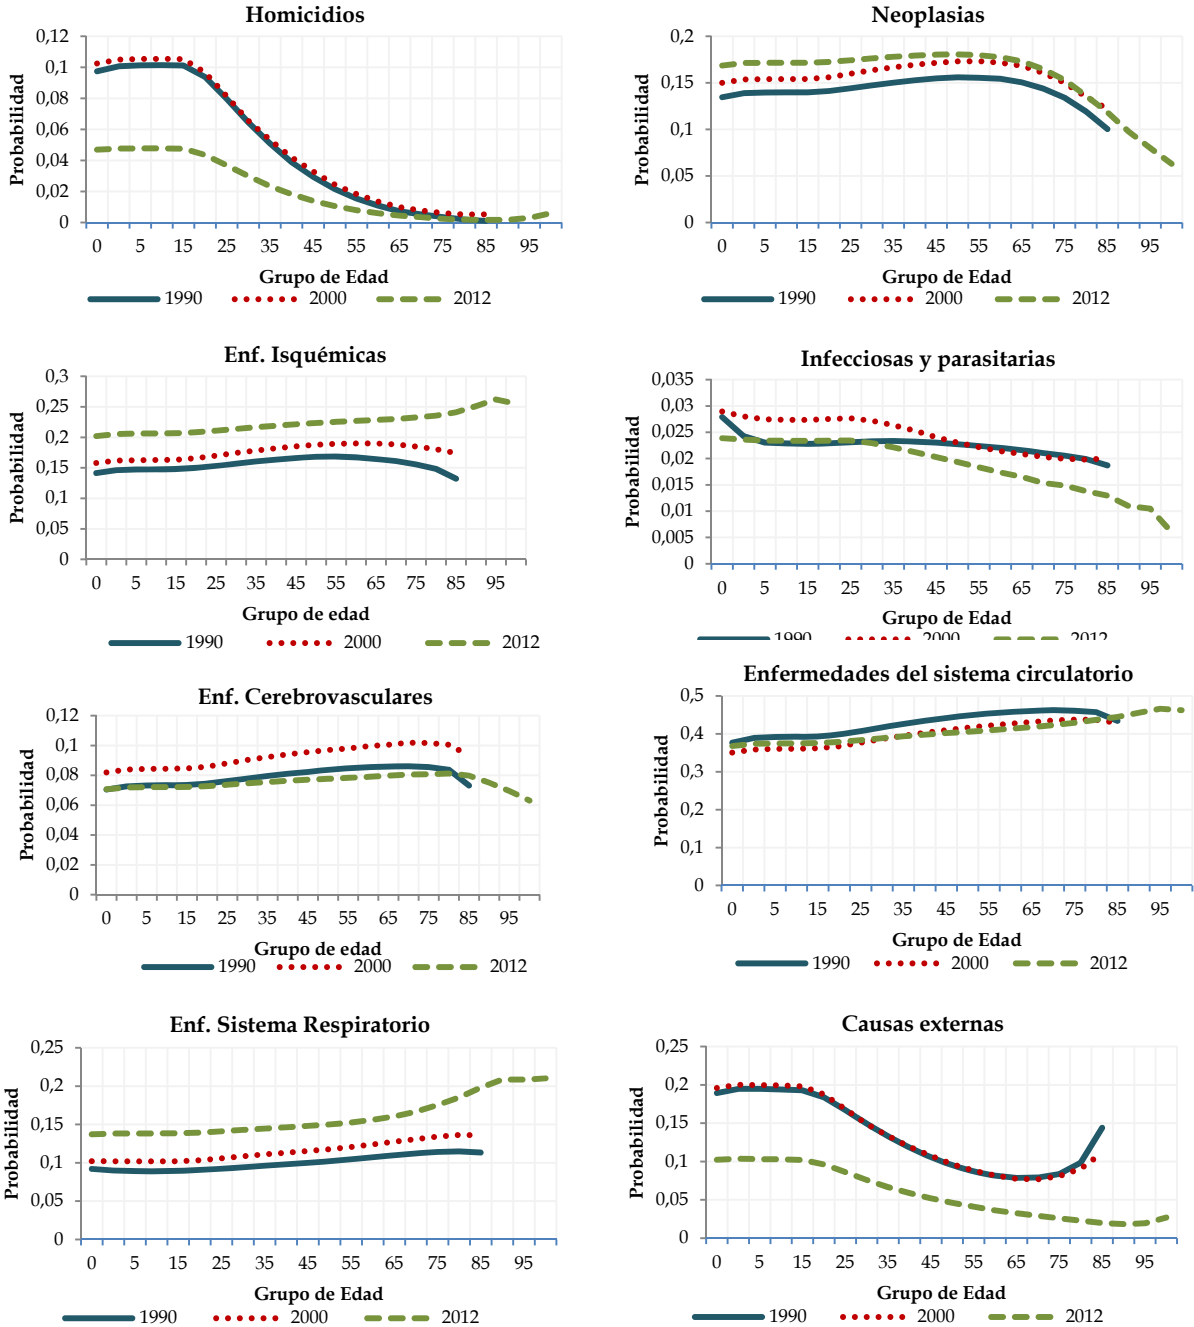 Homicidios
0,12
0,1
0,08
0,06
0,04
0,02
0
Probabilidad
0 5 15 25 35 45 55 65 75 85 95
Grupo de Edad
1990 2000 2012
Neoplasias
0,2
0,15
0,1
0,05
0
Probabilidad
0 5 15 25 35 45 55 65 75 85 95
Grupo de Edad
1990 2000 2012
Enf. Isquémicas
0,3
0,25
0,2
0,15
0,1
0,05
0
Probabilidad
0 5 15 25 35 45 55 65 75 85 95
Grupo de edad
1990 2000 2012
Infecciosas y parasitarias
0,035
0,03
0,025
0,02
0,015
0,01
0,005
0
Probabilidad
0 5 15 25 35 45 55 65 75 85 95
Grupo de Edad
1990 2000 2012
Enf. Cerebrovasculares
0,12
0,1
0,08
0,06
0,04
0,02
0
Probabilidad
0 5 15 25 35 45 55 65 75 85 95
Grupo de edad
1990 2000 2012
Enfermedades del sistema circulatorio
0,5
0,4
0,3
0,2
0,1
0
Probabilidad
0 5 15 25 35 45 55 65 75 85 95
Grupo de Edad
1990 2000 2012
Enf. Sistema Respiratorio
0,25
0,2
0,15
0,1
0,05
0
Probabilidad
0 5 15 25 35 45 55 65 75 85 95
Grupo de Edad
1990 2000 2012
Causas externas
0,25
0,2
0,15
0,1
0,05
0
Probabilidad
0 5 15 25 35 45 55 65 75 85 95
Grupo de Edad
1990 2000 2012